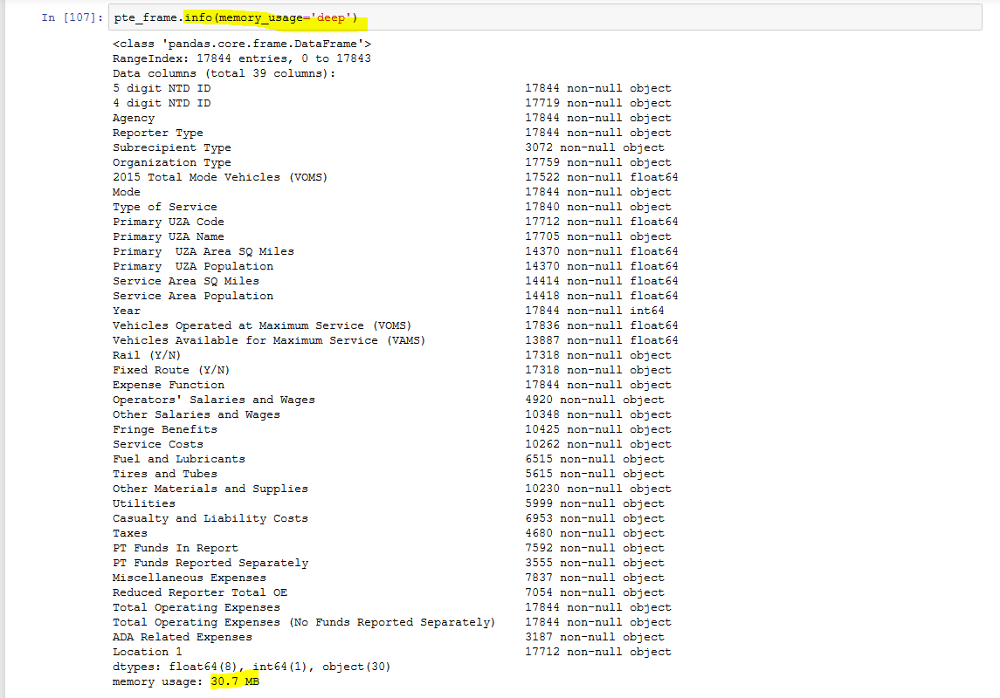 In [107]: pte_frame.info(memory_usage='deep')
<class 'pandas.core.frame.DataFrame'>
RangeIndex: 17844 entries, 0 to 17843
Data columns (total 39 columns):
5 digit NTD ID 17844 non-null object
4 digit NTD ID 17719 non-null object
Agency 17844 non-null object
Reporter Type 17844 non-null object
Subrecipient Type 3072 non-null object
Organization Type 17759 non-null object
2015 Total Mode Vehicles (VOMS) 17522 non-null float64
Mode 17844 non-null object
Type of Service 17840 non-null object
Primary UZA Code 17712 non-null float64
Primary UZA Name 17705 non-null object
Primary  UZA Area SQ Miles 14370 non-null float64
Primary  UZA Population 14370 non-null float64
Service Area SQ Miles 14414 non-null float64
Service Area Population 14418 non-null float64
Year 17844 non-null int64
Vehicles Operated at Maximum Service (VOMS) 17836 non-null float64
Vehicles Available for Maximum Service (VAMS) 13887 non-null float64
Rail (Y/N) 17318 non-null object
Fixed Route (Y/N) 17318 non-null object
Expense Function 17844 non-null object
Operators' Salaries and Wages 4920 non-null object
Other Salaries and Wages 10348 non-null object
Fringe Benefits 10425 non-null object
Service Costs 10262 non-null object
Fuel and Lubricants 6515 non-null object
Tires and Tubes 5615 non-null object
Other Materials and Supplies 10230 non-null object
Utilities 5999 non-null object
Casualty and Liability Costs 6953 non-null object
Taxes 4680 non-null object
PT Funds In Report 7592 non-null object
PT Funds Reported Separately 3555 non-null object
Miscellaneous Expenses 7837 non-null object
Reduced Reporter Total OE 7054 non-null object
Total Operating Expenses 17844 non-null object
Total Operating Expenses (No Funds Reported Separately) 17844 non-null object
ADA Related Expenses 3187 non-null object
Location 1 17712 non-null object
dtypes: float64(8), int64(1), object(30)
memory usage: 30.7 MB